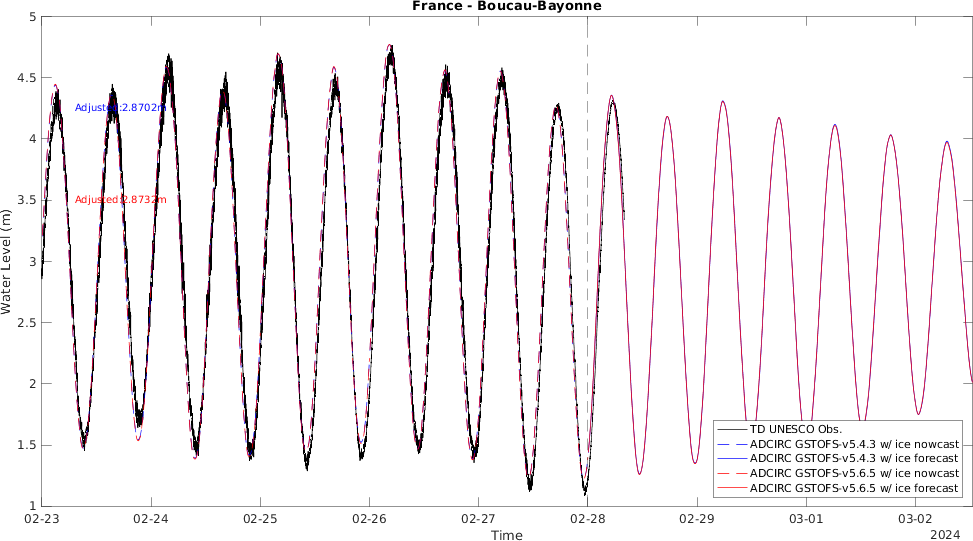 France - Boucau-Bayonne
5
4.5
4
3.5
3
2.5
2
1.5
1
Water Level (m)
Adjusted:2.8702m
Adjusted:2.8732m
TD UNESCO Obs.
ADCIRC GSTOFS-v5.4.3 w/ ice nowcast
ADCIRC GSTOFS-v5.4.3 w/ ice forecast
ADCIRC GSTOFS-v5.6.5 w/ ice nowcast
ADCIRC GSTOFS-v5.6.5 w/ ice forecast
02-23 02-24 02-25 02-26 02-27 02-28 02-29 03-01 03-02
Time
2024